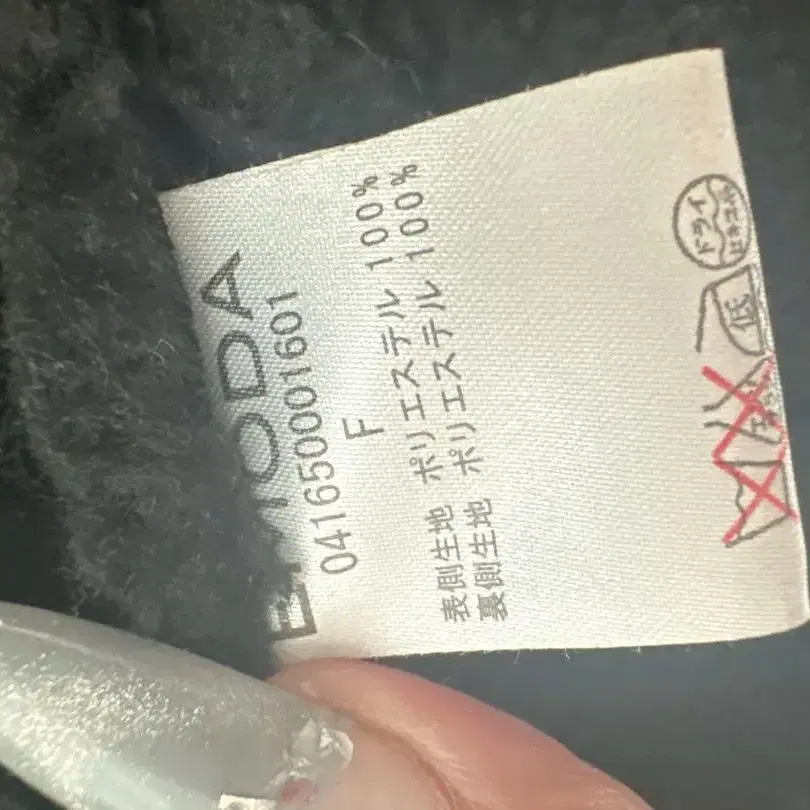 EMODA
0416500001601
F
表側生地 ポリエステル 100%
裏側生地 ポリエステル 100%
低
ドライ